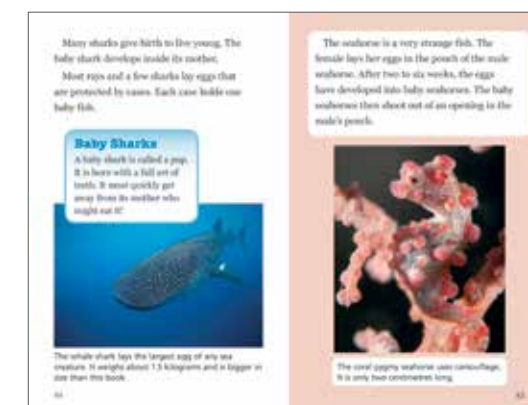 Many sharks give birth to live young. The
baby shark develops inside its mother.
Most rays and a few sharks lay eggs that
are protected by cases. Each case holds one
baby fish.
Baby Sharks
A baby shark is called a pup.
It is born with a full set of
teeth. It must quickly get
away from its mother who
might eat it!
The whale shark lays the largest egg of any sea
creature. It weighs about 1.5 kilograms and is bigger in
size than this book.
The seahorse is a very strange fish. The
female lays her eggs in the pouch of the male
seahorse. After two to six weeks, the eggs
have developed into baby seahorses. The baby
seahorses then shoot out of an opening in the
male's pouch.
The coral pygmy seahorse uses camouflage.
It is only two centimetres long.